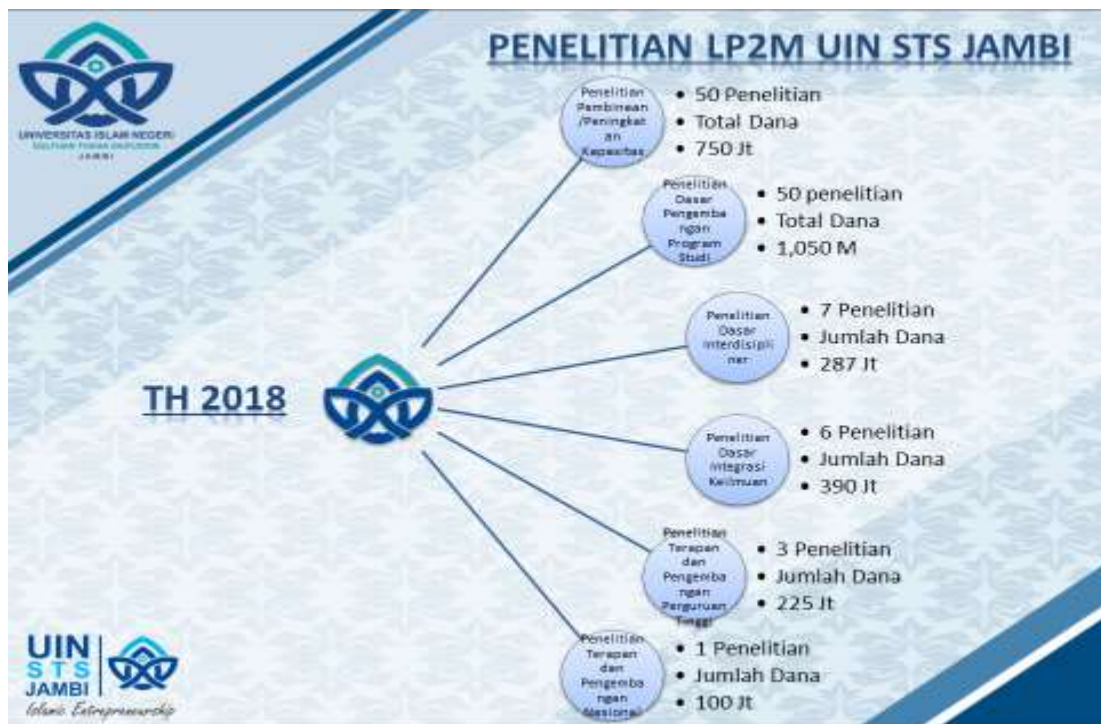 PENELITIAN LP2M UIN STS JAMBI
UNIVERSITAS ISLAM NEGERI
JAMBI
TH 2018
Penelitian
Pembinaan
/Peningkat
an
Kapasitas
• 50 Penelitian
• Total Dana
• 750 Jt
Penelitian
Dasar
Pengemba
ngan
Program
Studi
• 50 penelitian
• Total Dana
• 1,050 M
Penelitian
Dasar
Interdisipli
ner
• 7 Penelitian
• Jumlah Dana
• 287 Jt
Penelitian
Dasar
Integrasi
Keilmuan
• 6 Penelitian
• Jumlah Dana
• 390 Jt
Penelitian
Terapan
dan
Pengemba
ngan
Perguruan
Tinggi
• 3 Penelitian
• Jumlah Dana
• 225 Jt
Penelitian
Terapan
dan
Pengemba
ngan
Nasional
• 1 Penelitian
• Jumlah Dana
• 100 Jt
UIN
STS
JAMBI
Islamic Entrepreneurship